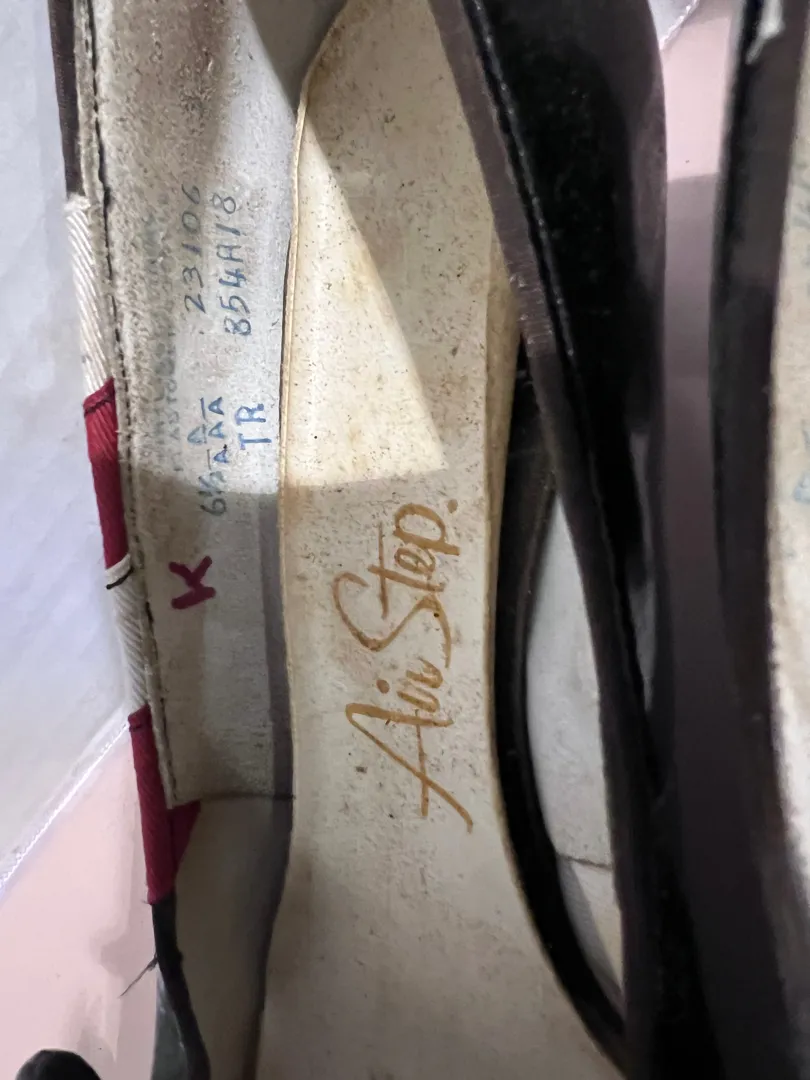 6½ A 23106
AAA 854A18
TR
K
Air Step.